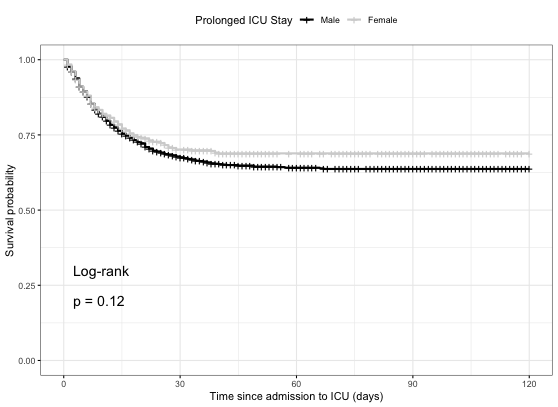 Prolonged ICU Stay Male Female
1.00
0.75
0.50
0.25
0.00
Survival probability
Log-rank
p = 0.12
0 30 60 90 120
Time since admission to ICU (days)